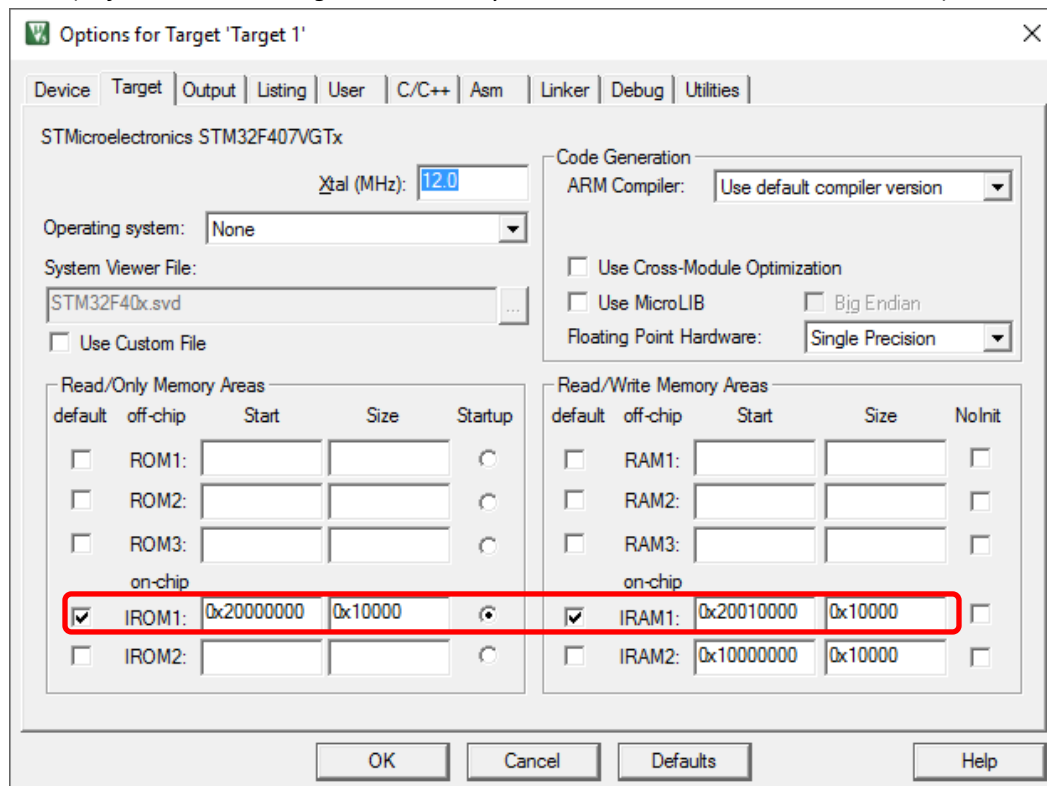 Options for Target 'Target 1'
Device Target Output Listing User C/C++ Asm Linker Debug Utilities
STMicroelectronics STM32F407VGTx
Xtal (MHz): 12.0
Operating system: None
System Viewer File:
STM32F40x.svd ...
Use Custom File
Code Generation
ARM Compiler: Use default compiler version
Use Cross-Module Optimization
Use MicroLIB Big Endian
Floating Point Hardware: Single Precision
Read/Only Memory Areas
default off-chip Start Size Startup
ROM1:
ROM2:
ROM3:
on-chip
IROM1: 0x20000000 0x10000
IROM2:
Read/Write Memory Areas
default off-chip Start Size NoInit
RAM1:
RAM2:
RAM3:
on-chip
IRAM1: 0x20010000 0x10000
IRAM2: 0x10000000 0x10000
OK Cancel Defaults Help